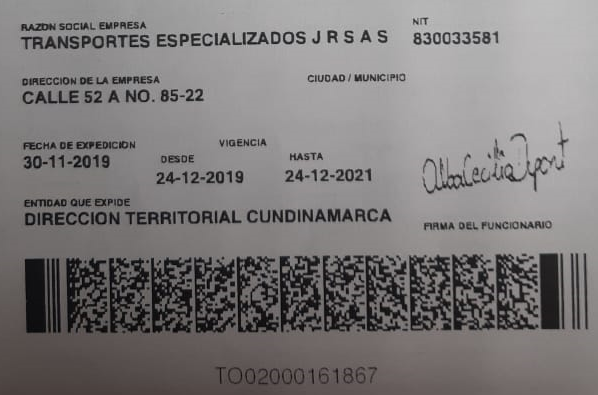 RAZON SOCIAL EMPRESA NIT
TRANSPORTES ESPECIALIZADOS J R S A S 830033581
DIRECCION DE LA EMPRESA CIUDAD / MUNICIPIO
CALLE 52 A NO. 85-22
FECHA DE EXPEDICION VIGENCIA
30-11-2019 DESDE HASTA
24-12-2019 24-12-2021
ENTIDAD QUE EXPIDE
DIRECCION TERRITORIAL CUNDINAMARCA
Alba Cecilia
FIRMA DEL FUNCIONARIO
TO02000161867